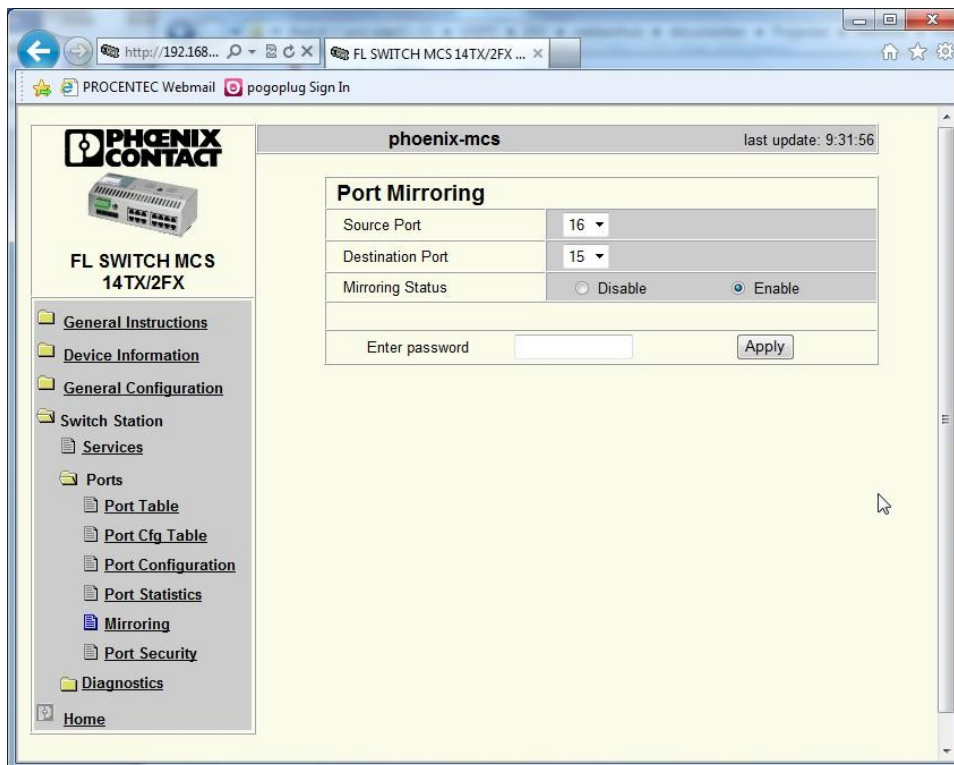 http://192.168...
FL SWITCH MCS 14TX/2FX ...
PROCENTEC Webmail
pogoplug Sign In
PHŒNIX
CONTACT
FL SWITCH MCS
14TX/2FX
General Instructions
Device Information
General Configuration
Switch Station
Services
Ports
Port Table
Port Cfg Table
Port Configuration
Port Statistics
Mirroring
Port Security
Diagnostics
Home
phoenix-mcs
last update: 9:31:56
Port Mirroring
Source Port 16
Destination Port 15
Mirroring Status Disable Enable
Enter password Apply